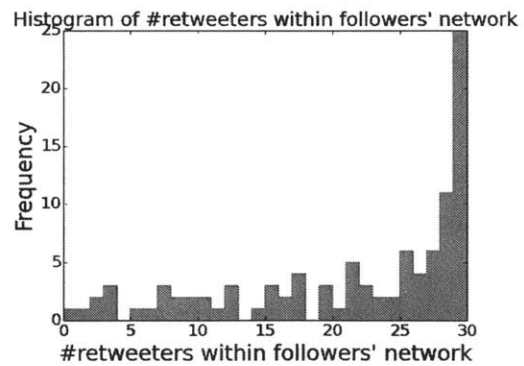 Histogram of #retweeters within followers' network
25
20
15
10
5
0
Frequency
0 5 10 15 20 25 30
#retweeters within followers' network